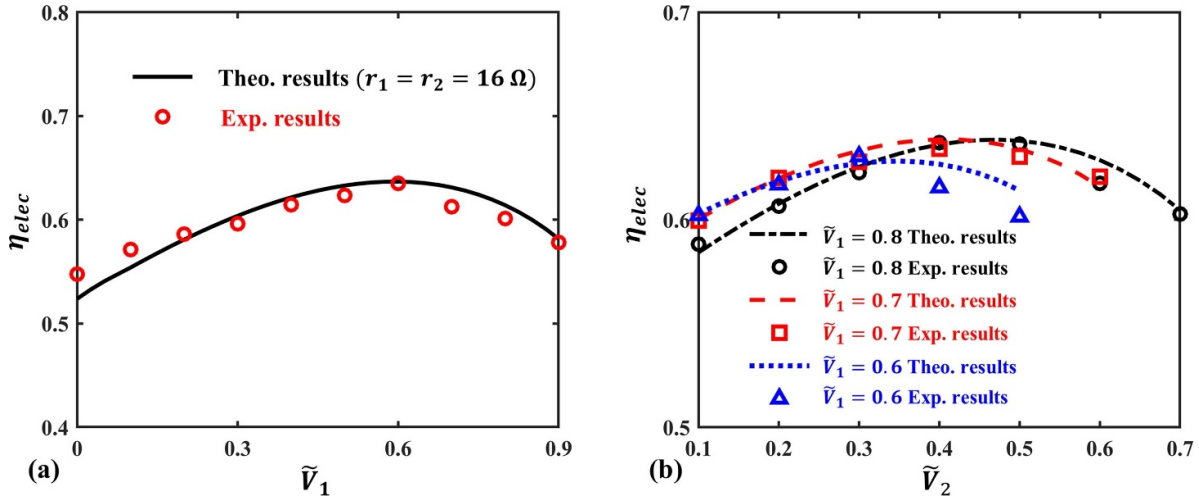 0.8
0.7
0.6
0.5
0.4
η_elec
Theo. results (r₁ = r₂ = 16 Ω)
Exp. results
0
0.3
0.6
0.9
(a)
Ṽ₁
0.7
0.6
0.5
η_elec
Ṽ₁ = 0.8 Theo. results
Ṽ₁ = 0.8 Exp. results
Ṽ₁ = 0.7 Theo. results
Ṽ₁ = 0.7 Exp. results
Ṽ₁ = 0.6 Theo. results
Ṽ₁ = 0.6 Exp. results
0.1
0.2
0.3
0.4
0.5
0.6
0.7
(b)
Ṽ₂